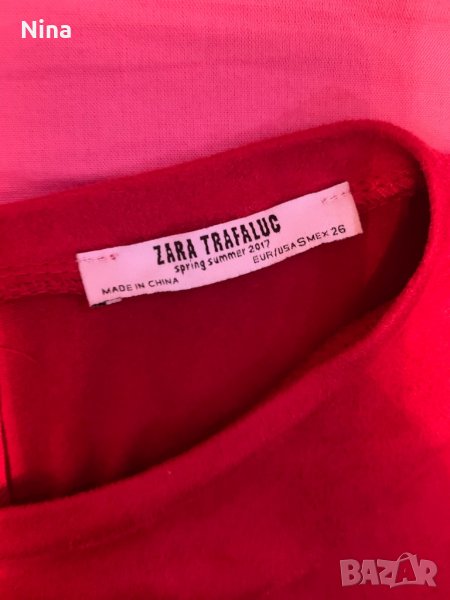 Nina
ZARA TRAFALUC
spring summer 2017
MADE IN CHINA
EUR/USA S MEX 26
BAZAR